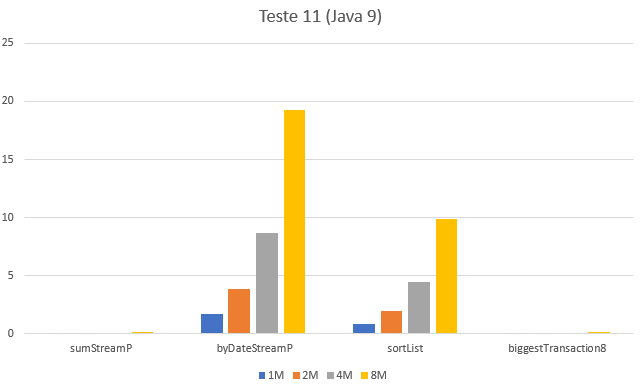 Teste 11 (Java 9)
25
20
15
10
5
0
sumStreamP byDateStreamP sortList biggestTransaction8
1M 2M 4M 8M